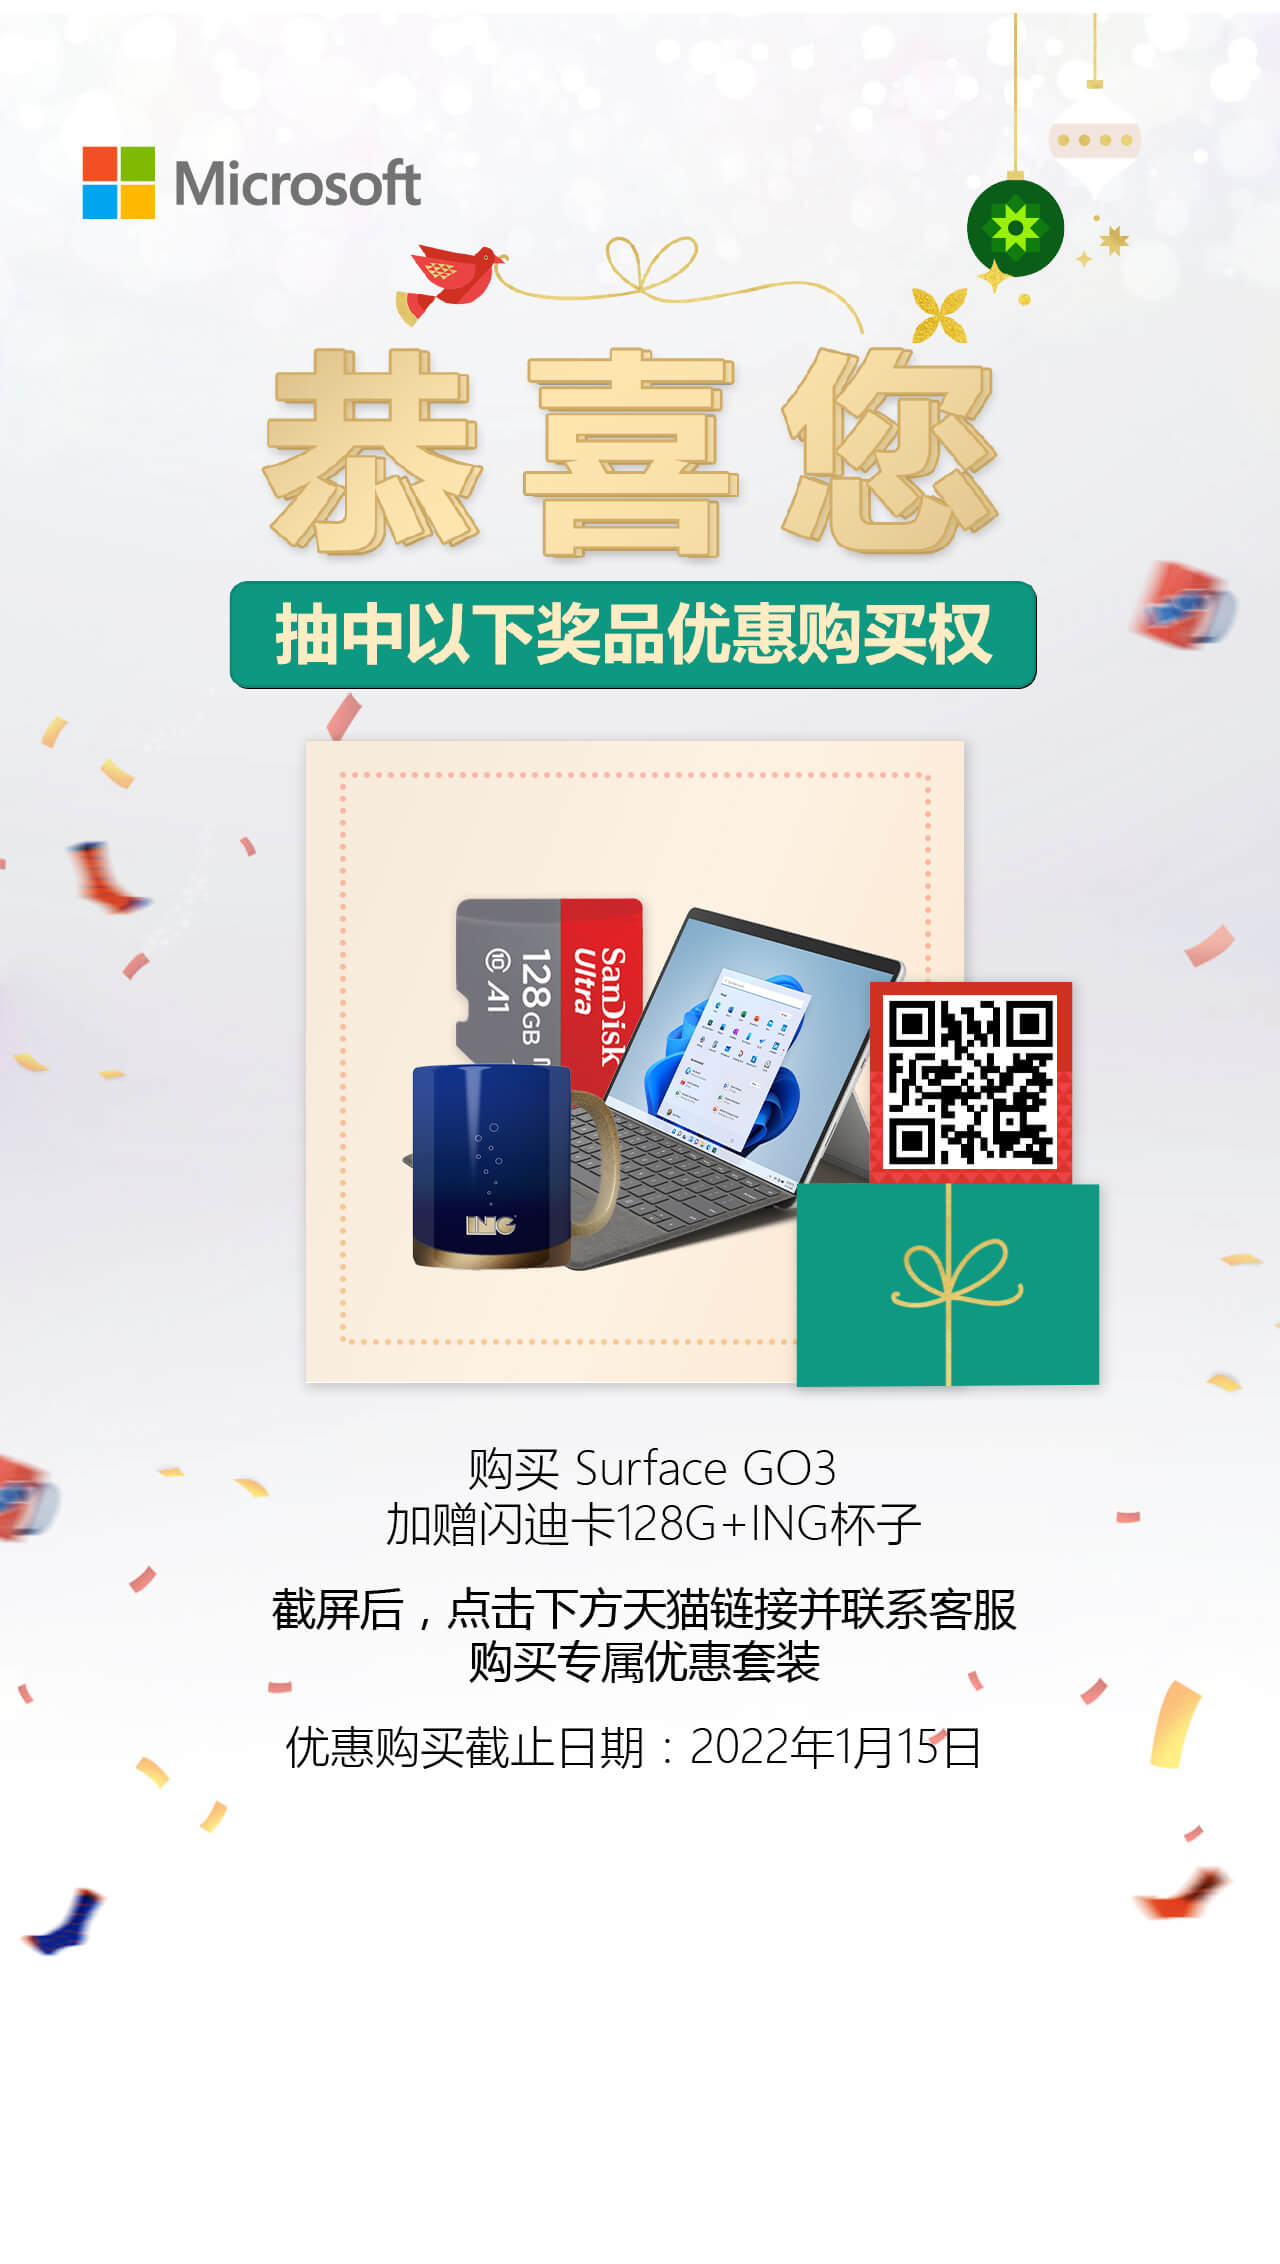 Microsoft
恭喜您
抽中以下奖品优惠购买权
SanDisk
Ultra
128GB
A1
ING
购买 Surface GO3
加赠闪迪卡128G+ING杯子
截屏后，点击下方天猫链接并联系客服
购买专属优惠套装
优惠购买截止日期：2022年1月15日